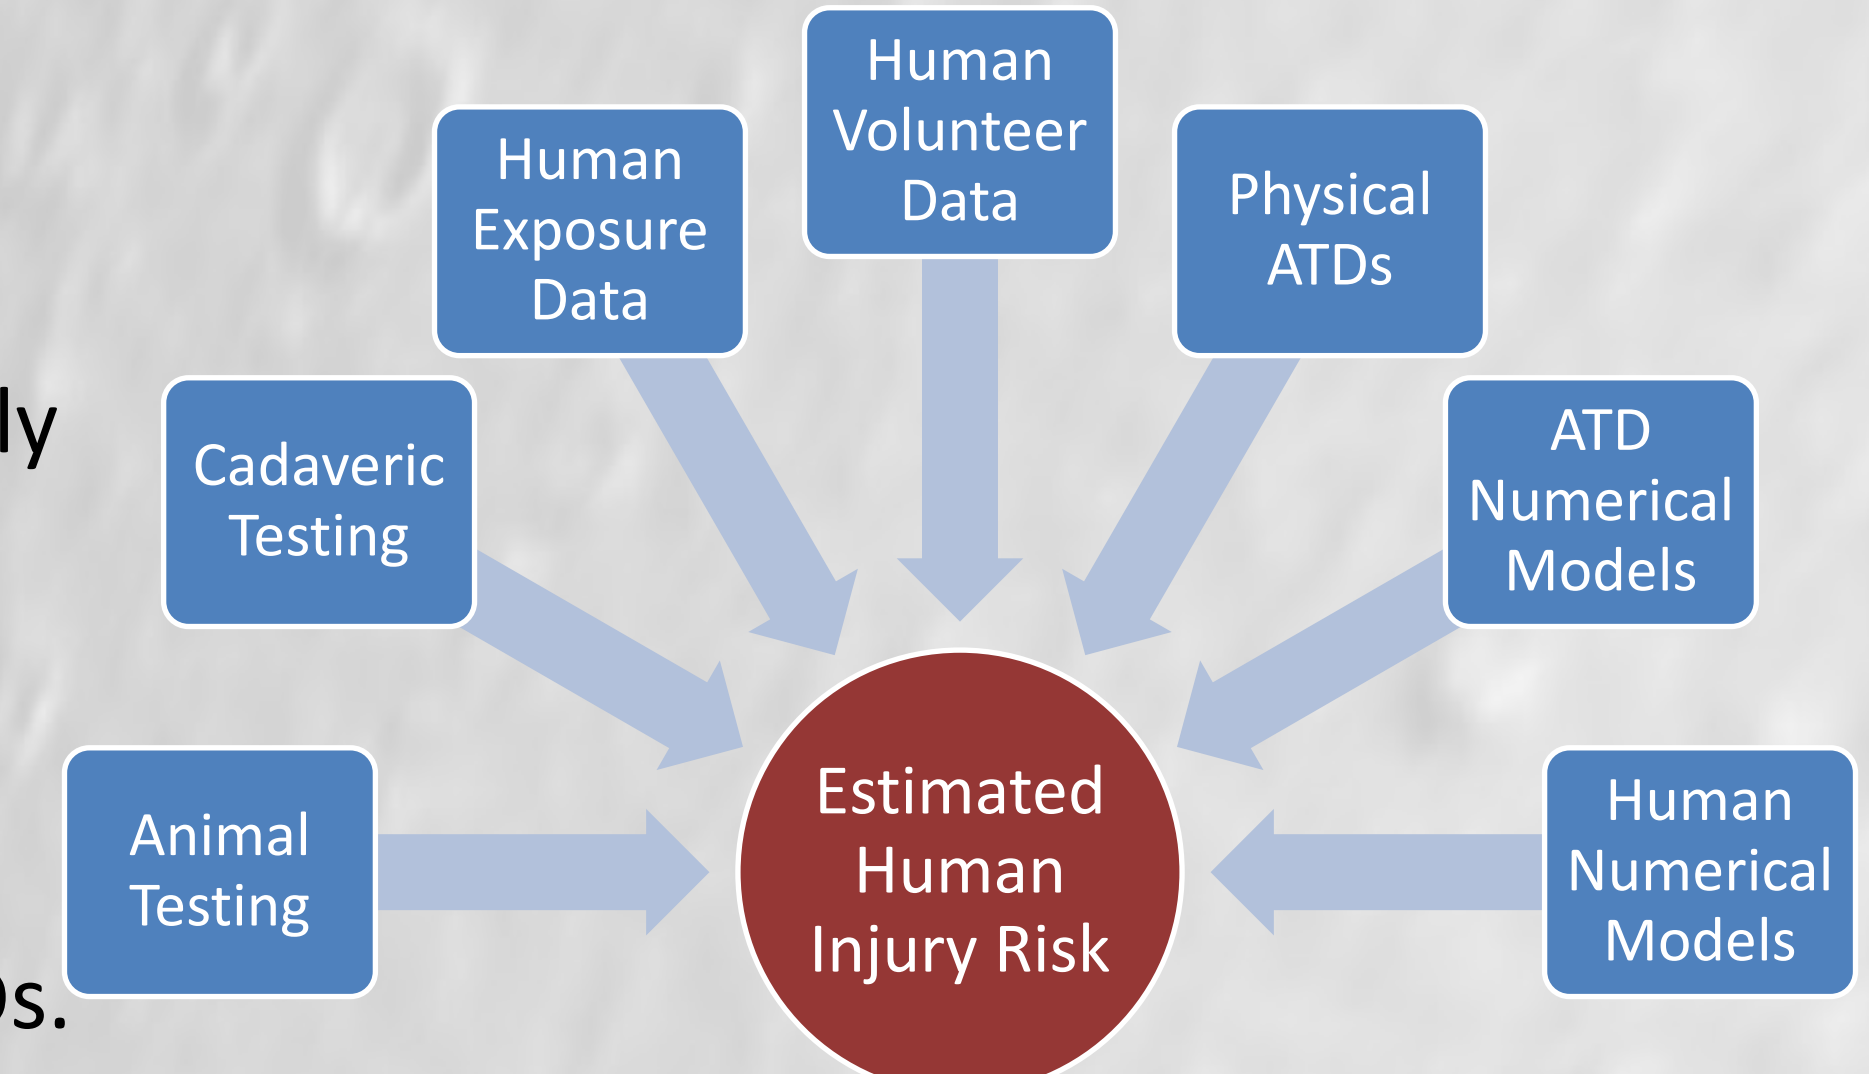 Human
Volunteer
Data
Human
Exposure
Data
Physical
ATDs
ly
Cadaveric
Testing
ATD
Numerical
Models
Animal
Testing
Estimated
Human
Injury Risk
Human
Numerical
Models
s.